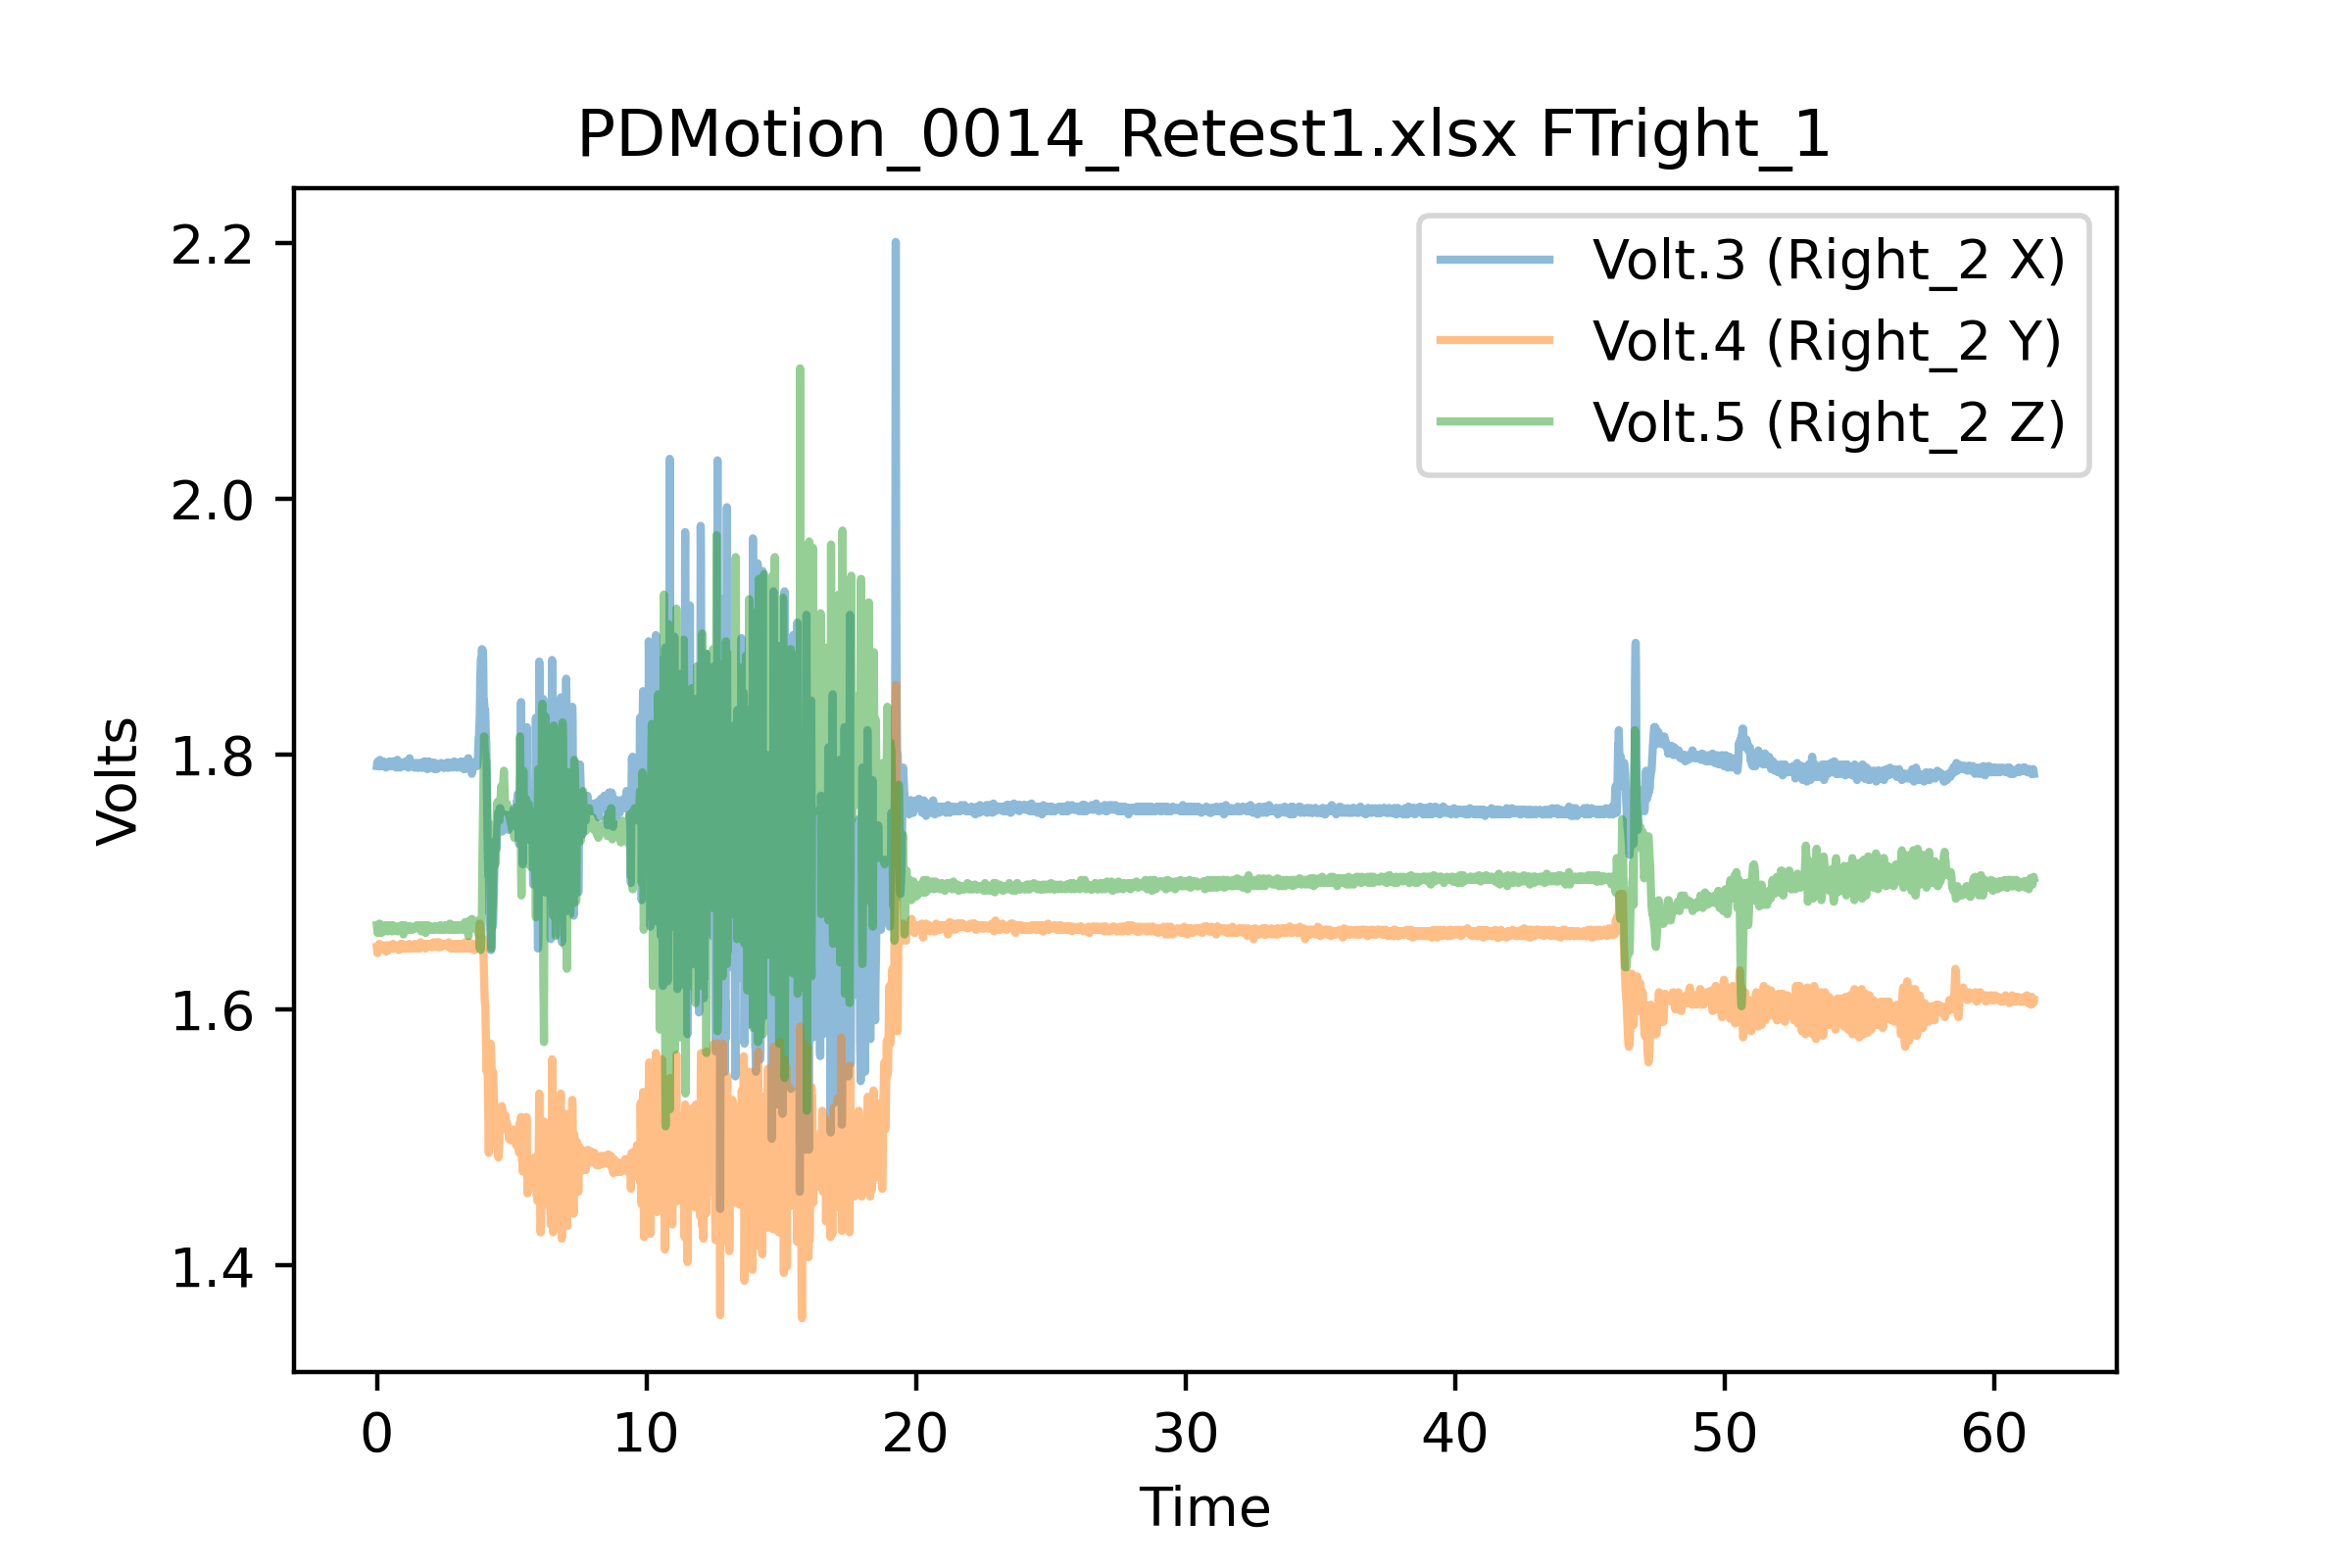 PDMotion_0014_Retest1.xlsx FTright_1
Volts
2.2
2.0
1.8
1.6
1.4
Volt.3 (Right_2 X)
Volt.4 (Right_2 Y)
Volt.5 (Right_2 Z)
0 10 20 30 40 50 60
Time